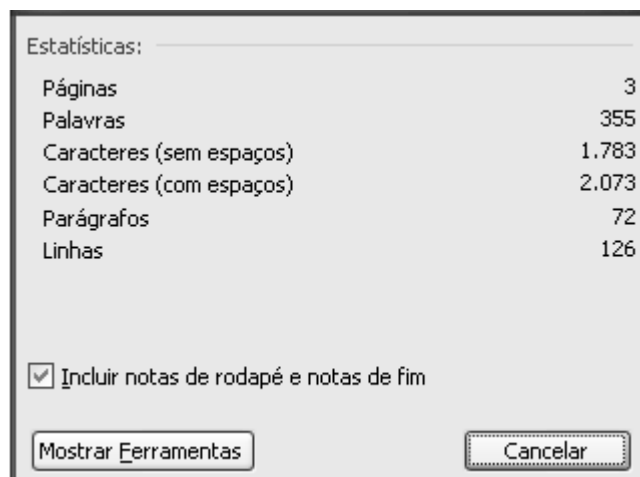 Estatísticas:
Páginas 3
Palavras 355
Caracteres (sem espaços) 1.783
Caracteres (com espaços) 2.073
Parágrafos 72
Linhas 126
Incluir notas de rodapé e notas de fim
Mostrar Ferramentas Cancelar